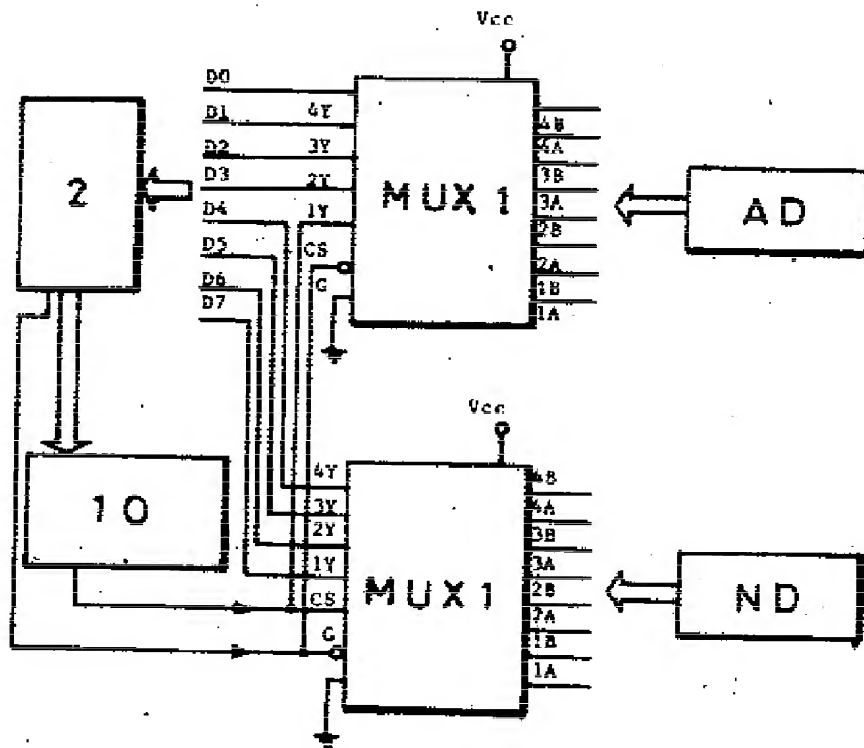 Vcc
D0
D1
4Y
D2
3Y
D3
2Y
D4
1Y
D5
CS
D6
G
D7
MUX 1
4B
4A
3B
3A
2B
2A
1B
1A
AD
2
10
Vcc
4Y
3Y
2Y
1Y
CS
G
MUX 1
4B
4A
3B
3A
2B
2A
1B
1A
ND